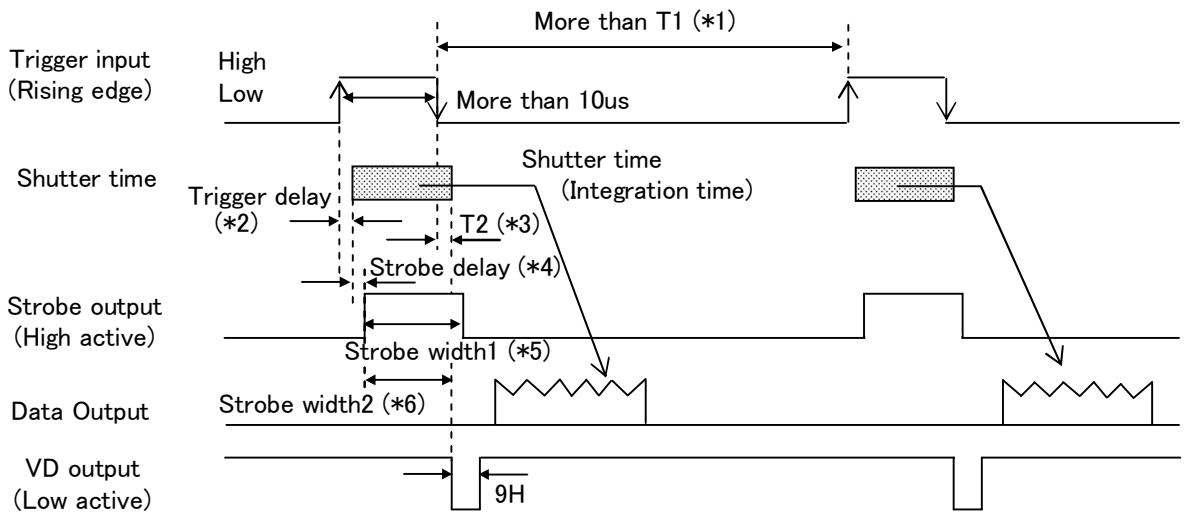 More than T1 (*1)
Trigger input
(Rising edge)
High
Low
More than 10us
Shutter time
Shutter time
(Integration time)
Trigger delay
(*2)
T2 (*3)
Strobe delay (*4)
Strobe output
(High active)
Strobe width1 (*5)
Strobe width2 (*6)
Data Output
VD output
(Low active)
9H